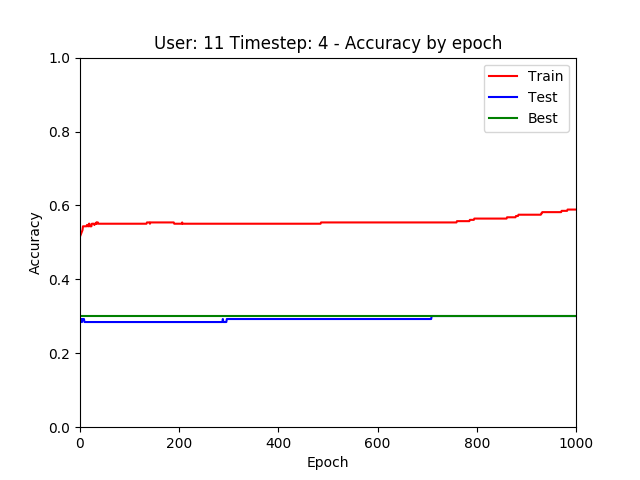 User: 11 Timestep: 4 - Accuracy by epoch
1.0
0.8
0.6
0.4
0.2
0.0
Accuracy
Train
Test
Best
0 200 400 600 800 1000
Epoch